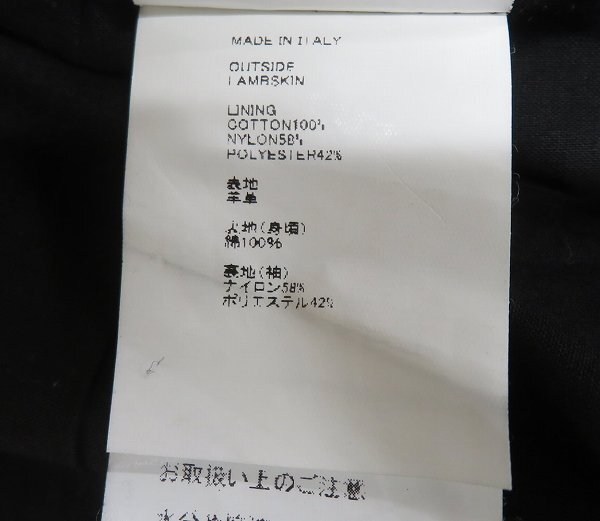 MADE IN ITALY
OUTSIDE
LAMBSKIN
LINING
COTTON100%
NYLON58%
POLYESTER42%
表地
羊革
裏地(身頃)
綿100%
裏地(袖)
ナイロン58%
ポリエステル42%
お取扱い上のご注意